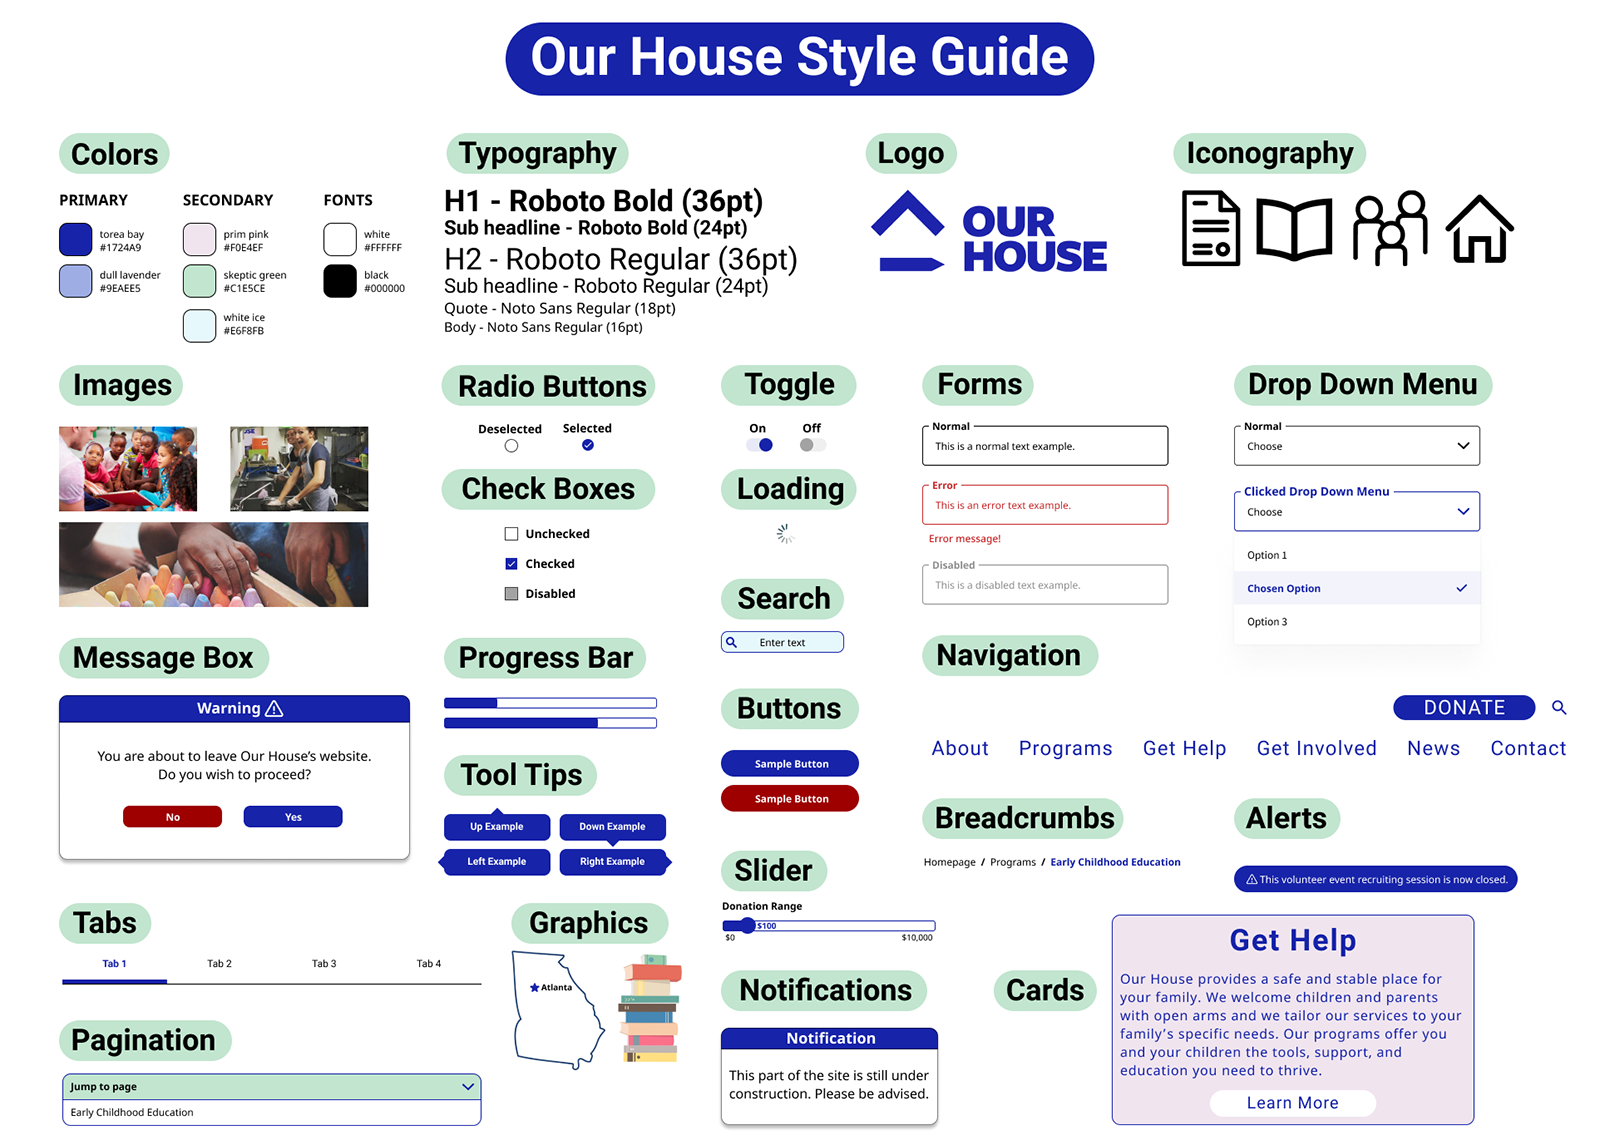 Our House Style Guide
Colors
PRIMARY
SECONDARY
FONTS
torea bay
#1724A9
dull lavender
#9EAEE5
prim pink
#F0E4EF
skeptic green
#C1E5CE
white ice
#E6F8FB
white
#FFFFFF
black
#000000
Typography
H1 - Roboto Bold (36pt)
Sub headline - Roboto Bold (24pt)
H2 - Roboto Regular (36pt)
Sub headline - Roboto Regular (24pt)
Quote - Noto Sans Regular (18pt)
Body - Noto Sans Regular (16pt)
Logo
OUR
HOUSE
Iconography
Images
Radio Buttons
Deselected
Selected
Check Boxes
Unchecked
Checked
Disabled
Toggle
On
Off
Loading
Search
Enter text
Forms
Normal
This is a normal text example.
Error
This is an error text example.
Error message!
Disabled
This is a disabled text example.
Drop Down Menu
Normal
Choose
Clicked Drop Down Menu
Choose
Option 1
Chosen Option
Option 3
Message Box
Warning
You are about to leave Our House's website.
Do you wish to proceed?
No
Yes
Progress Bar
Tool Tips
Up Example
Down Example
Left Example
Right Example
Buttons
Sample Button
Sample Button
Navigation
DONATE
About Programs Get Help Get Involved News Contact
Breadcrumbs
Homepage / Programs / Early Childhood Education
Alerts
This volunteer event recruiting session is now closed.
Slider
Donation Range
$100
$0
$10,000
Tabs
Tab 1
Tab 2
Tab 3
Tab 4
Graphics
Atlanta
Pagination
Jump to page
Early Childhood Education
Notifications
Notification
This part of the site is still under
construction. Please be advised.
Cards
Get Help
Our House provides a safe and stable place for
your family. We welcome children and parents
with open arms and we tailor our services to your
family's specific needs. Our programs offer you
and your children the tools, support, and
education you need to thrive.
Learn More